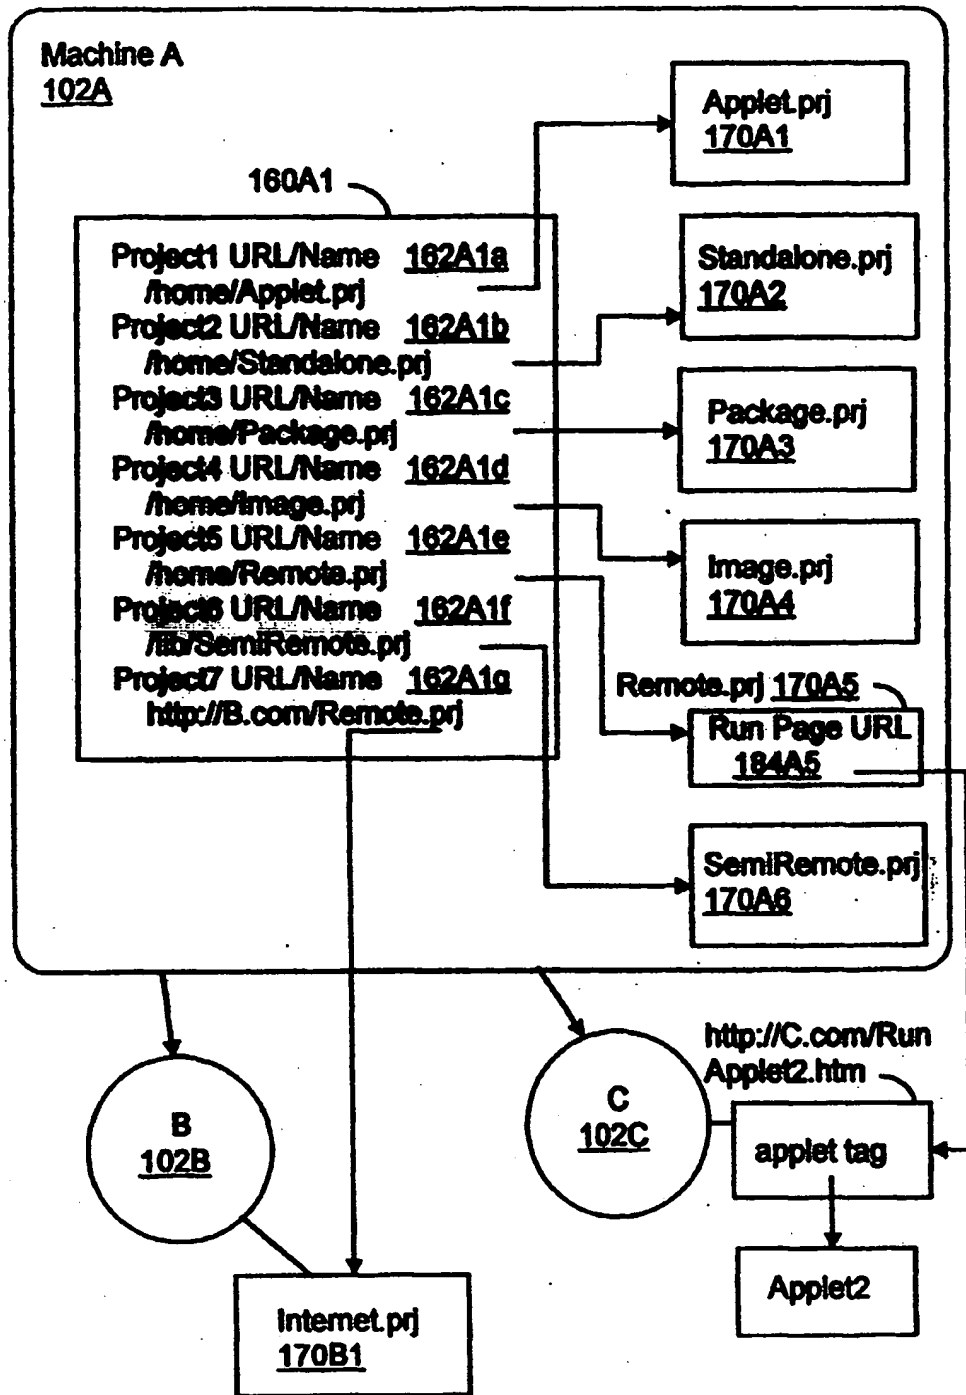 Machine A
102A
160A1
Project1 URL/Name 162A1a
/home/Applet.prj
Project2 URL/Name 162A1b
/home/Standalone.prj
Project3 URL/Name 162A1c
/home/Package.prj
Project4 URL/Name 162A1d
/home/Image.prj
Project5 URL/Name 162A1e
/home/Remote.prj
Project6 URL/Name 162A1f
/lib/SemiRemote.prj
Project7 URL/Name 162A1g
http://B.com/Remote.prj
Applet.prj
170A1
Standalone.prj
170A2
Package.prj
170A3
Image.prj
170A4
Remote.prj 170A5
Run Page URL
184A5
SemiRemote.prj
170A6
B
102B
C
102C
http://C.com/Run
Applet2.htm
applet tag
Applet2
Internet.prj
170B1